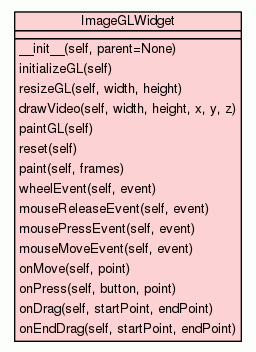 ImageGLWidget
__init__(self, parent=None)
initializeGL(self)
resizeGL(self, width, height)
drawVideo(self, width, height, x, y, z)
paintGL(self)
reset(self)
paint(self, frames)
wheelEvent(self, event)
mouseReleaseEvent(self, event)
mousePressEvent(self, event)
mouseMoveEvent(self, event)
onMove(self, point)
onPress(self, button, point)
onDrag(self, startPoint, endPoint)
onEndDrag(self, startPoint, endPoint)